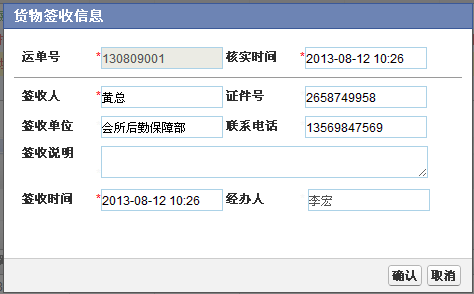 货物签收信息
运单号 *130809001 核实时间 *2013-08-12 10:26
签收人 *黄总 证件号 2658749958
签收单位 会所后勤保障部 联系电话 13569847569
签收说明
签收时间 *2013-08-12 10:26 经办人 李宏
确认 取消